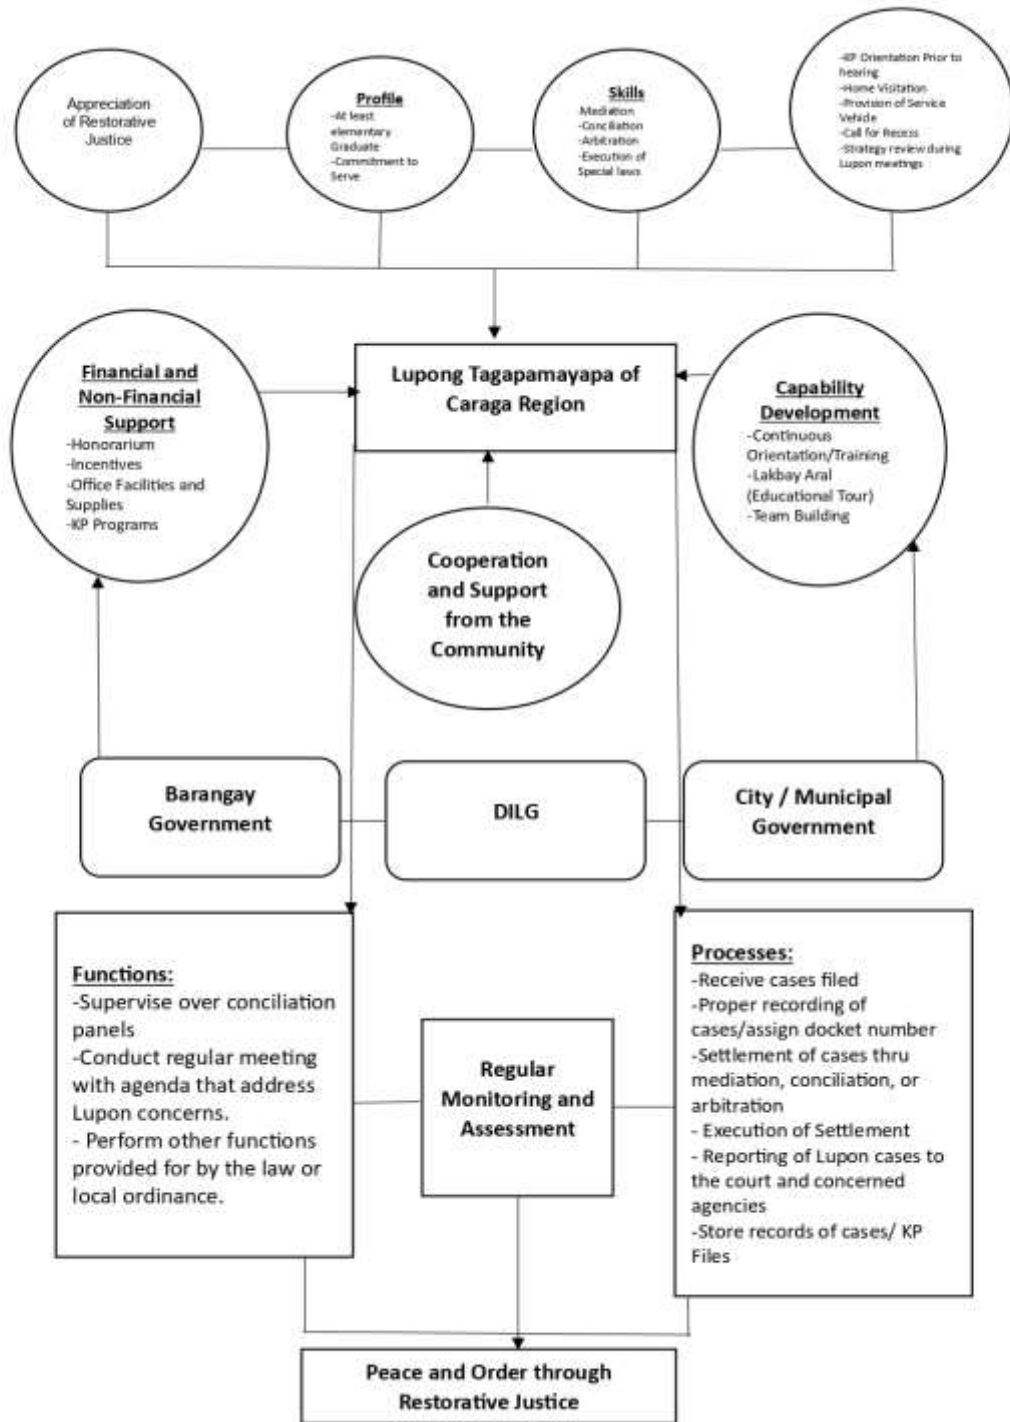 Appreciation
of Restorative
Justice
Profile
-At least
elementary
Graduate
-Commitment to
Serve
Skills
Mediation
-Conciliation
-Arbitration
-Execution of
Special laws
-KP Orientation Prior to
hearing
-Home Visitation
-Provision of Service
Vehicle
-Call for Recess
-Strategy review during
Lupon meetings
Financial and
Non-Financial
Support
-Honorarium
-Incentives
-Office Facilities and
Supplies
-KP Programs
Lupong Tagapamayapa of
Caraga Region
Capability
Development
-Continuous
Orientation/Training
-Lakbay Aral
(Educational Tour)
-Team Building
Cooperation
and Support
from the
Community
Barangay
Government
DILG
City / Municipal
Government
Functions:
-Supervise over conciliation
panels
-Conduct regular meeting
with agenda that address
Lupon concerns.
- Perform other functions
provided for by the law or
local ordinance.
Regular
Monitoring and
Assessment
Processes:
-Receive cases filed
-Proper recording of
cases/assign docket number
-Settlement of cases thru
mediation, conciliation, or
arbitration
- Execution of Settlement
- Reporting of Lupon cases to
the court and concerned
agencies
-Store records of cases/ KP
Files
Peace and Order through
Restorative Justice